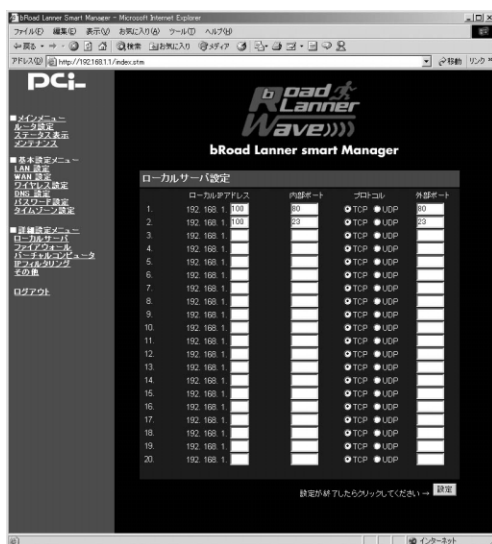 bRoad Lanner Smart Manager - Microsoft Internet Explorer
ファイル(F) 編集(E) 表示(V) お気に入り(A) ツール(T) ヘルプ(H)
戻る 検索 お気に入り メディア
アドレス(D) http://192.168.1.1/index.stm 移動 リンク
PCi
bRoad Lanner Wave
bRoad Lanner smart Manager
■メインメニュー
ルータ設定
ステータス表示
メンテナンス
■基本設定メニュー
LAN 設定
WAN 設定
ワイヤレス設定
DNS 設定
パスワード設定
タイムゾーン設定
■詳細設定メニュー
ローカルサーバ
ファイアウォール
バーチャルコンピュータ
IPフィルタリング
その他
ログアウト
ローカルサーバ設定
ローカルIPアドレス 内部ポート プロトコル 外部ポート
1. 192. 168. 1. 100 80 TCP UDP 80
2. 192. 168. 1. 100 23 TCP UDP 23
3. 192. 168. 1. TCP UDP
4. 192. 168. 1. TCP UDP
5. 192. 168. 1. TCP UDP
6. 192. 168. 1. TCP UDP
7. 192. 168. 1. TCP UDP
8. 192. 168. 1. TCP UDP
9. 192. 168. 1. TCP UDP
10. 192. 168. 1. TCP UDP
11. 192. 168. 1. TCP UDP
12. 192. 168. 1. TCP UDP
13. 192. 168. 1. TCP UDP
14. 192. 168. 1. TCP UDP
15. 192. 168. 1. TCP UDP
16. 192. 168. 1. TCP UDP
17. 192. 168. 1. TCP UDP
18. 192. 168. 1. TCP UDP
19. 192. 168. 1. TCP UDP
20. 192. 168. 1. TCP UDP
設定が終了したらクリックしてください → 設定
インターネット